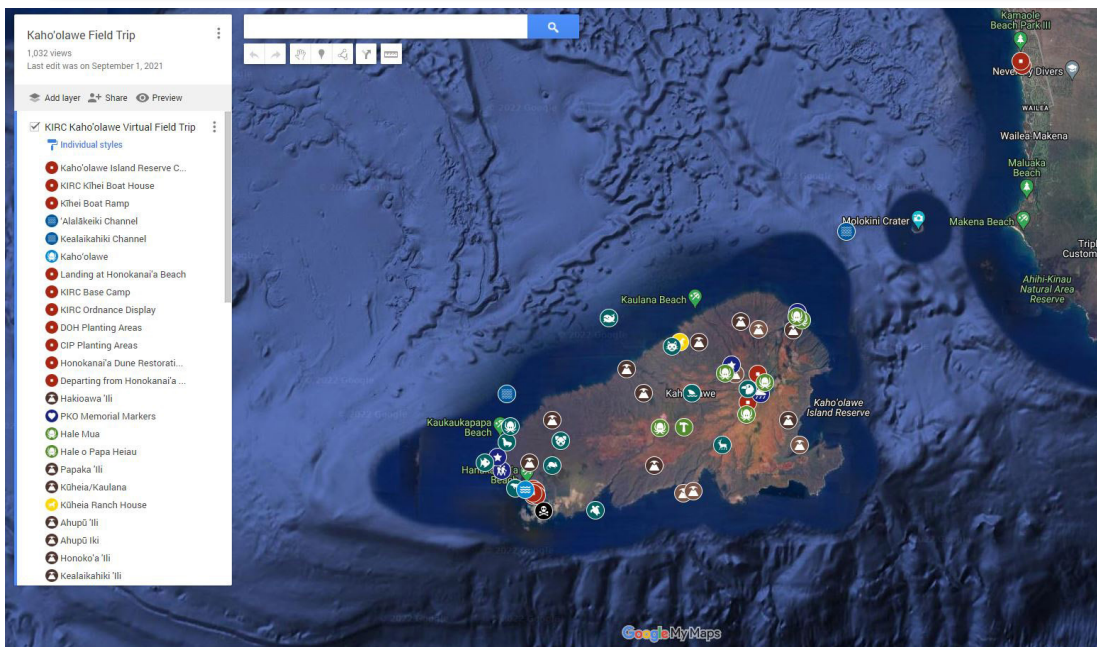 Kaho'olawe Field Trip
1,032 views
Last edit was on September 1, 2021
Add layer
Share
Preview
KIRC Kaho'olawe Virtual Field Trip
Individual styles
Kaho'olawe Island Reserve C...
KIRC Kīhei Boat House
Kīhei Boat Ramp
'Alalākeiki Channel
Kealaikahiki Channel
Kaho'olawe
Landing at Honokanai'a Beach
KIRC Base Camp
KIRC Ordnance Display
DOH Planting Areas
CIP Planting Areas
Honokanai'a Dune Restorati...
Departing from Honokanai'a ...
Hakioawa 'Ili
PKO Memorial Markers
Hale Mua
Hale o Papa Heiau
Papaka 'Ili
Kūheia/Kaulana
Kūheia Ranch House
Ahupū 'Ili
Ahupū Iki
Honoko'a 'Ili
Kealaikahiki 'Ili
Kamaole
Beach Park III
Divers
WAILEA
Wailea-Makena
Maluaka
Beach
Molokini Crater
Makena Beach
Ahihi-Kinau
Natural Area
Reserve
Kaulana Beach
Kaho'olawe
Island Reserve
Kaukaukapapa
Beach
Google My Maps